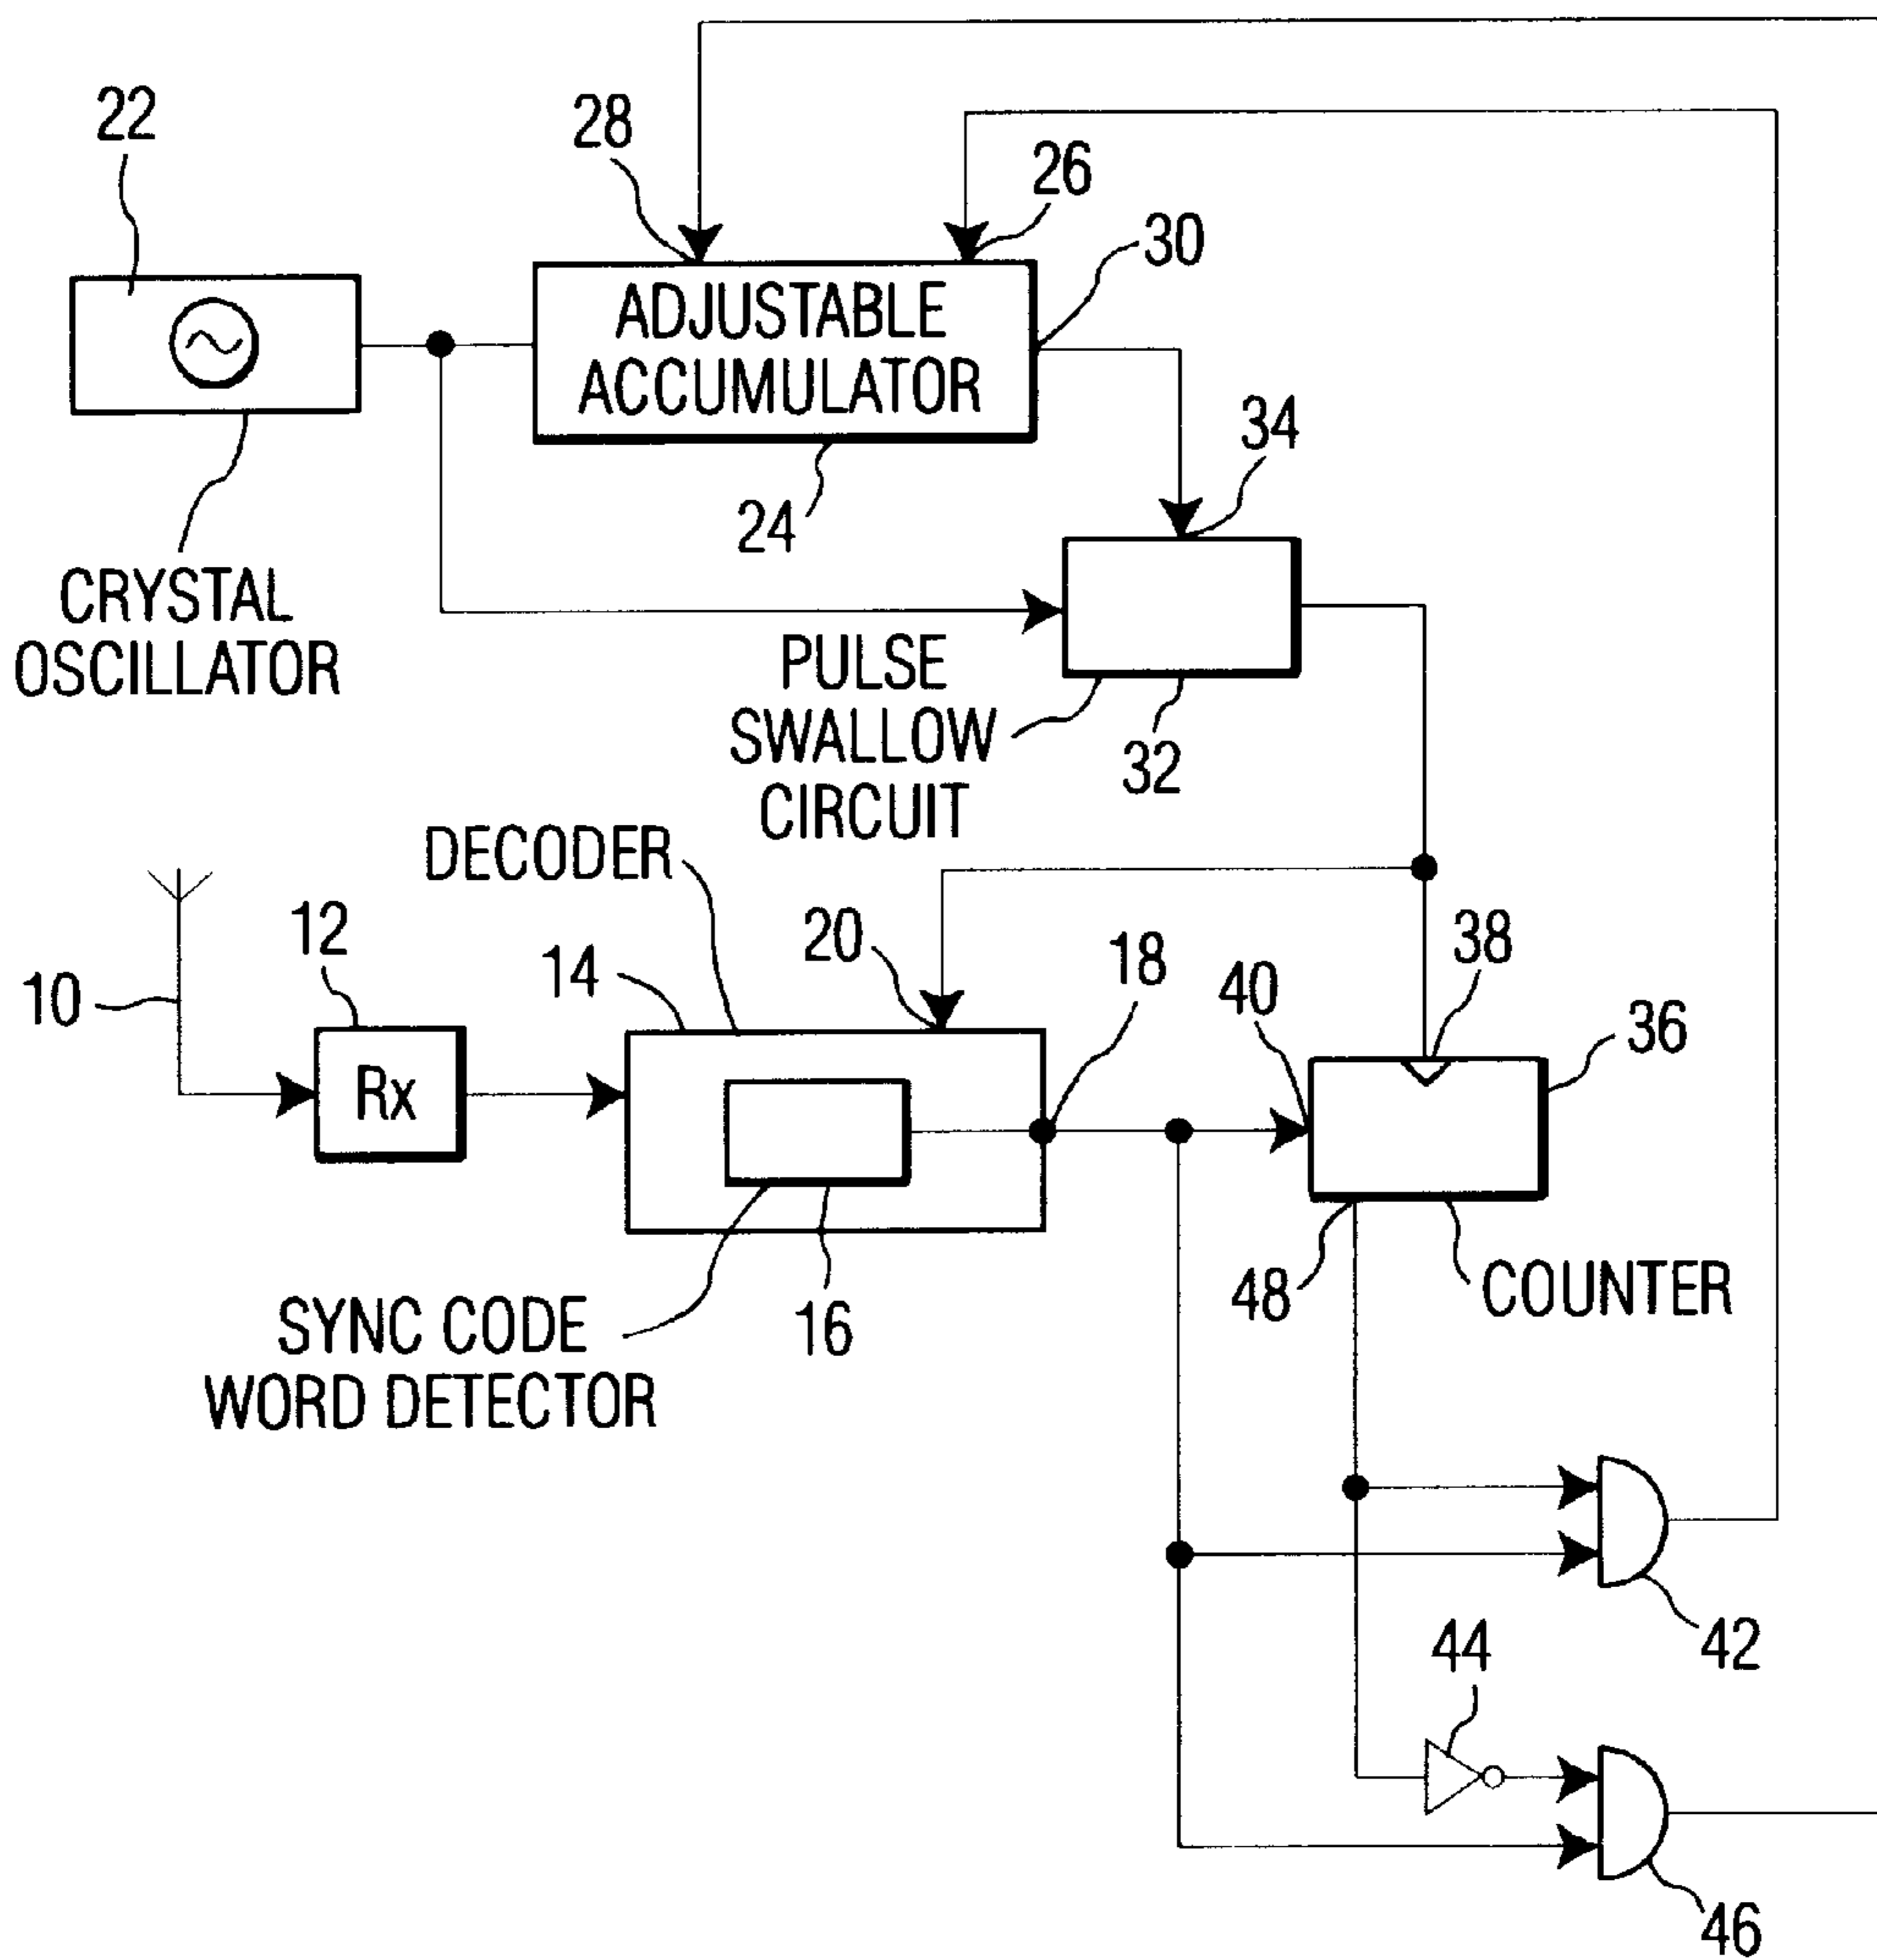 22
28
26
30
ADJUSTABLE
ACCUMULATOR
24
34
CRYSTAL
OSCILLATOR
PULSE
SWALLOW
CIRCUIT
32
DECODER
10
12
14
20
18
40
38
36
Rx
SYNC CODE
WORD DETECTOR
16
48
COUNTER
42
44
46